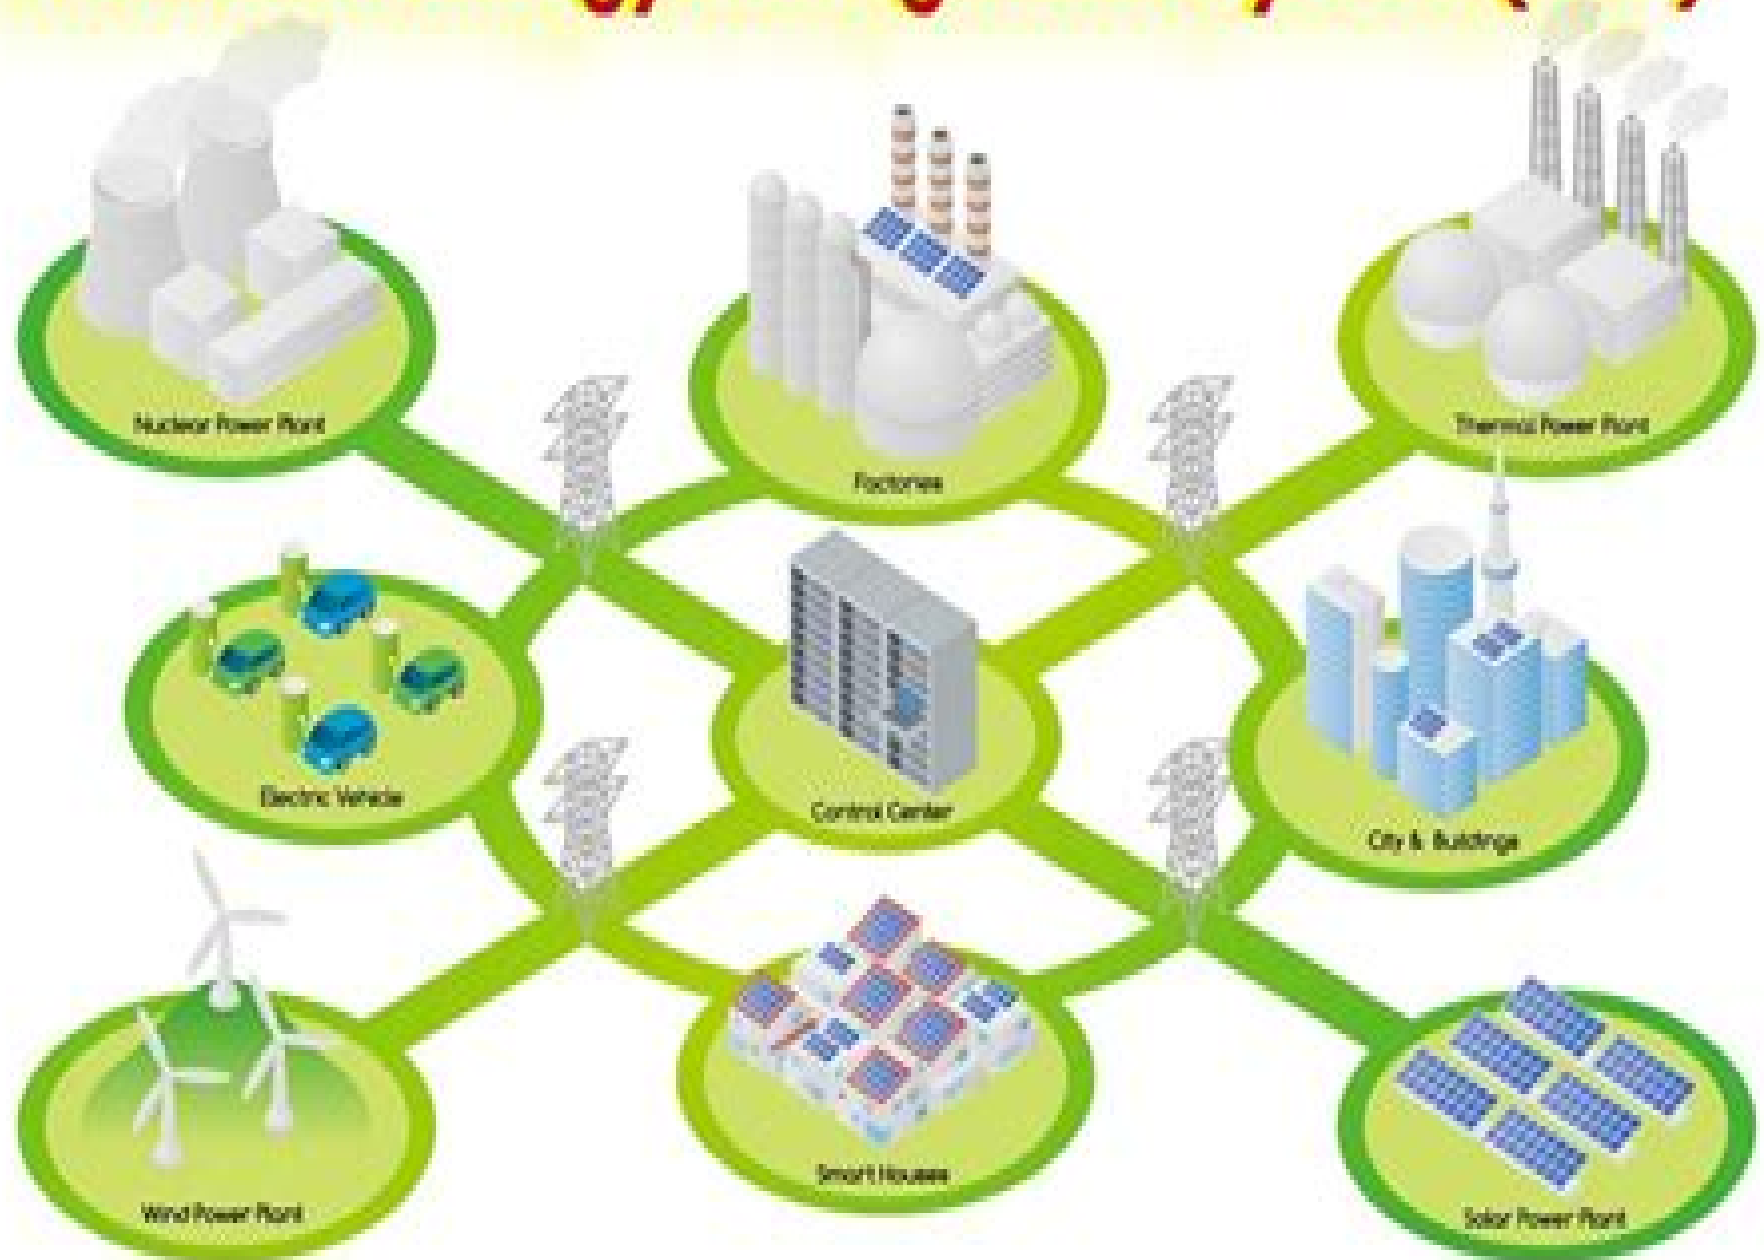 Nuclear Power Plant
Factories
Thermal Power Plant
Electric Vehicle
Control Center
City & Buildings
Wind Power Plant
Smart Houses
Solar Power Plant